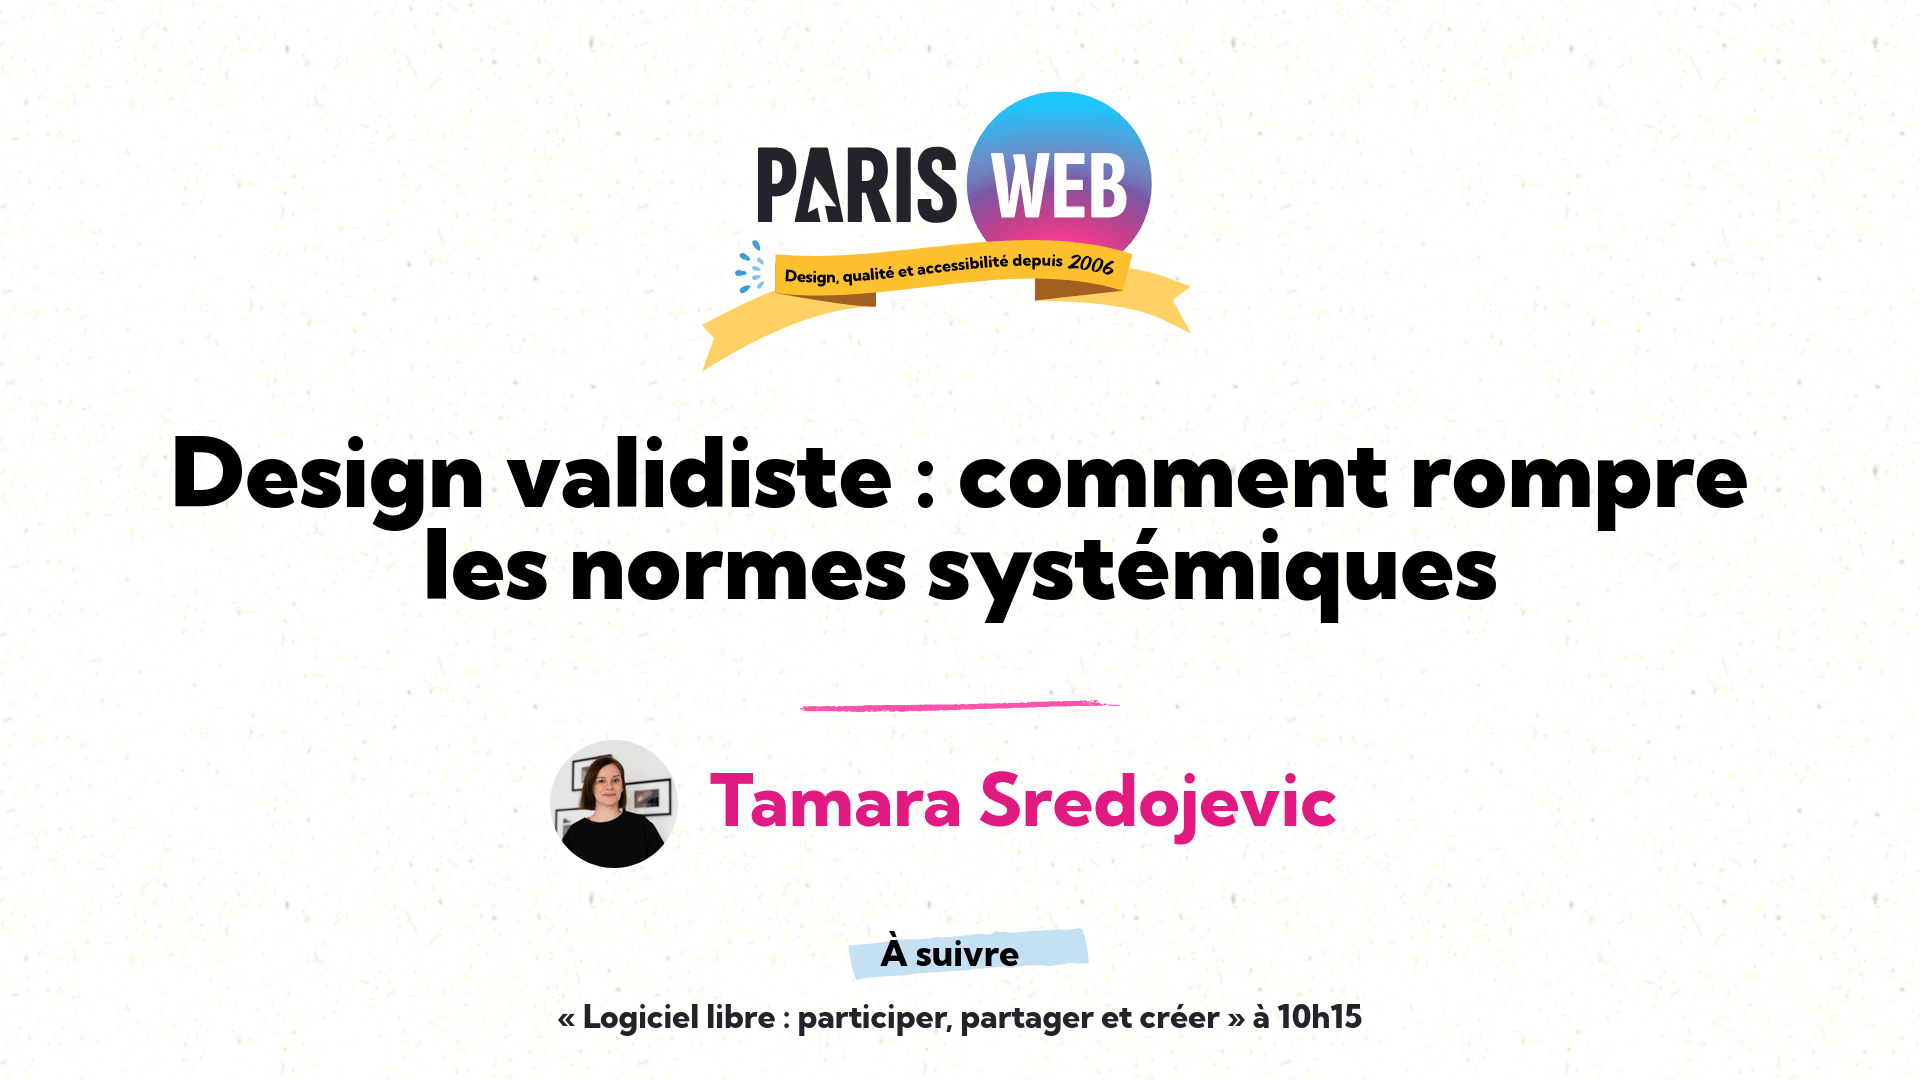 PARIS WEB
Design, qualité et accessibilité depuis 2006
Design validiste : comment rompre
les normes systémiques
Tamara Sredojevic
À suivre
« Logiciel libre : participer, partager et créer » à 10h15